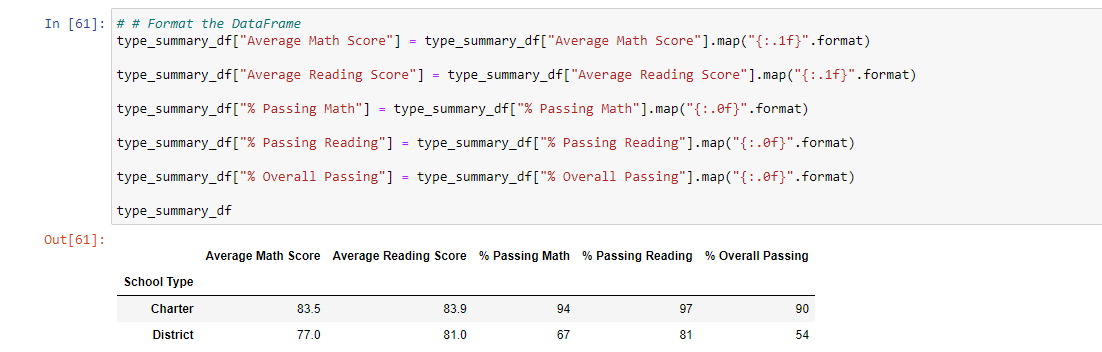 In [61]: # # Format the DataFrame
type_summary_df["Average Math Score"] = type_summary_df["Average Math Score"].map("{:.1f}".format)
type_summary_df["Average Reading Score"] = type_summary_df["Average Reading Score"].map("{:.1f}".format)
type_summary_df["% Passing Math"] = type_summary_df["% Passing Math"].map("{:.0f}".format)
type_summary_df["% Passing Reading"] = type_summary_df["% Passing Reading"].map("{:.0f}".format)
type_summary_df["% Overall Passing"] = type_summary_df["% Overall Passing"].map("{:.0f}".format)
type_summary_df
Out[61]:
Average Math Score Average Reading Score % Passing Math % Passing Reading % Overall Passing
School Type
Charter 83.5 83.9 94 97 90
District 77.0 81.0 67 81 54